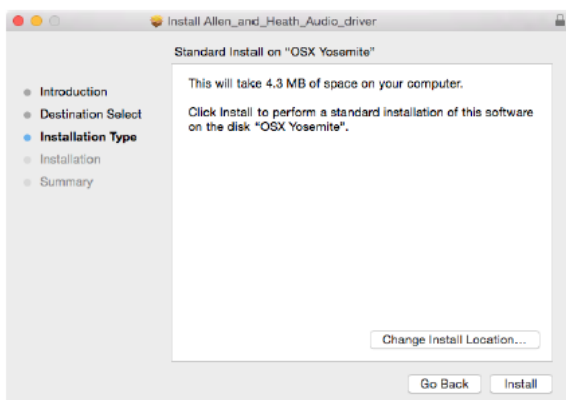 Install Allen_and_Heath_Audio_driver
Standard Install on "OSX Yosemite"
Introduction
Destination Select
Installation Type
Installation
Summary
This will take 4.3 MB of space on your computer.
Click Install to perform a standard installation of this software
on the disk "OSX Yosemite".
Change Install Location...
Go Back
Install